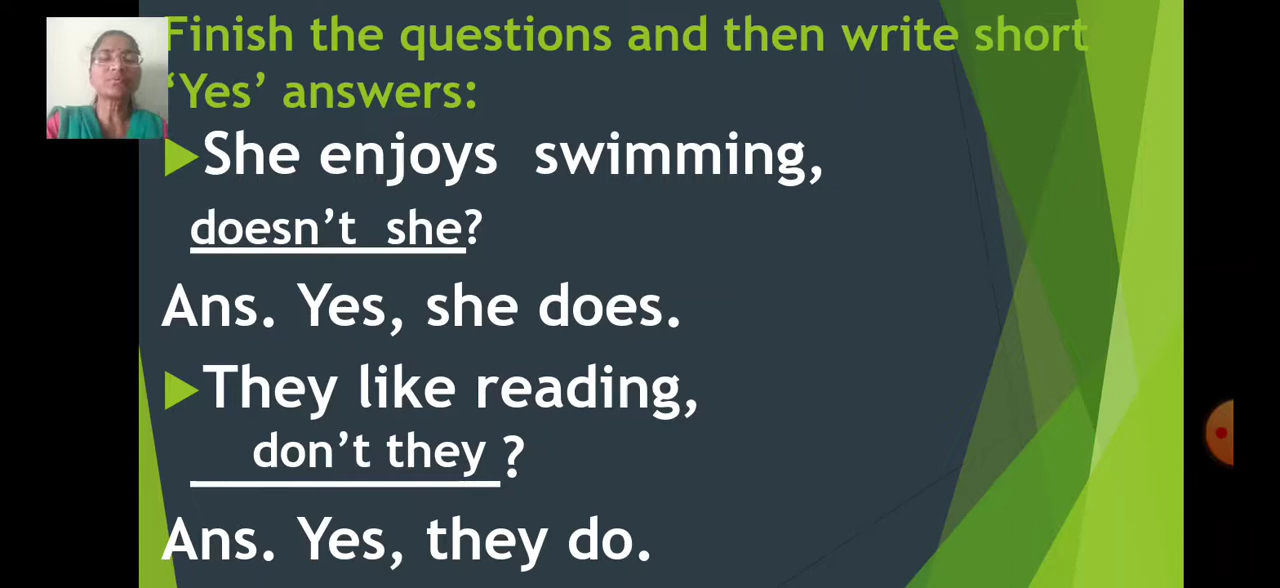 Finish the questions and then write short
‘Yes’ answers:
She enjoys swimming,
doesn’t she?
Ans. Yes, she does.
They like reading,
don’t they ?
Ans. Yes, they do.